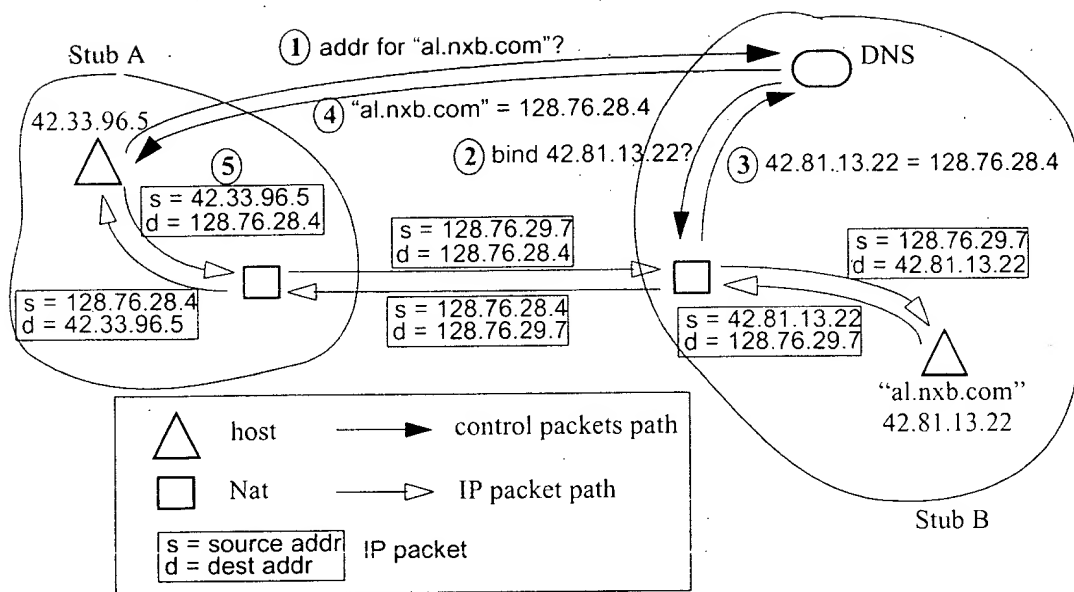 Stub A
1 addr for "al.nxb.com"?
DNS
4 "al.nxb.com" = 128.76.28.4
42.33.96.5
2 bind 42.81.13.22?
3 42.81.13.22 = 128.76.28.4
5
s = 42.33.96.5
d = 128.76.28.4
s = 128.76.29.7
d = 128.76.28.4
s = 128.76.29.7
d = 42.81.13.22
s = 128.76.28.4
d = 42.33.96.5
s = 128.76.28.4
d = 128.76.29.7
s = 42.81.13.22
d = 128.76.29.7
"al.nxb.com"
42.81.13.22
host
control packets path
Nat
IP packet path
Stub B
s = source addr
d = dest addr
IP packet